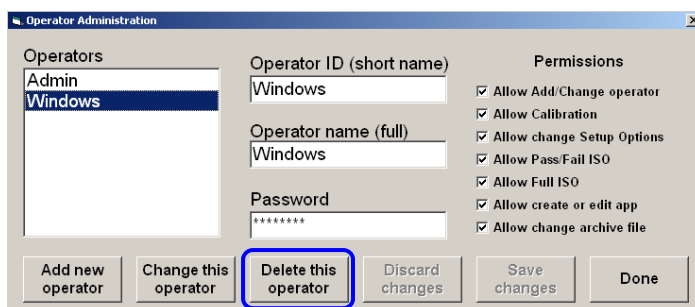 Operator Administration
Operators
Admin
Windows
Operator ID (short name)
Windows
Operator name (full)
Windows
Password
********
Permissions
Allow Add/Change operator
Allow Calibration
Allow change Setup Options
Allow Pass/Fail ISO
Allow Full ISO
Allow create or edit app
Allow change archive file
Add new
operator
Change this
operator
Delete this
operator
Discard
changes
Save
changes
Done